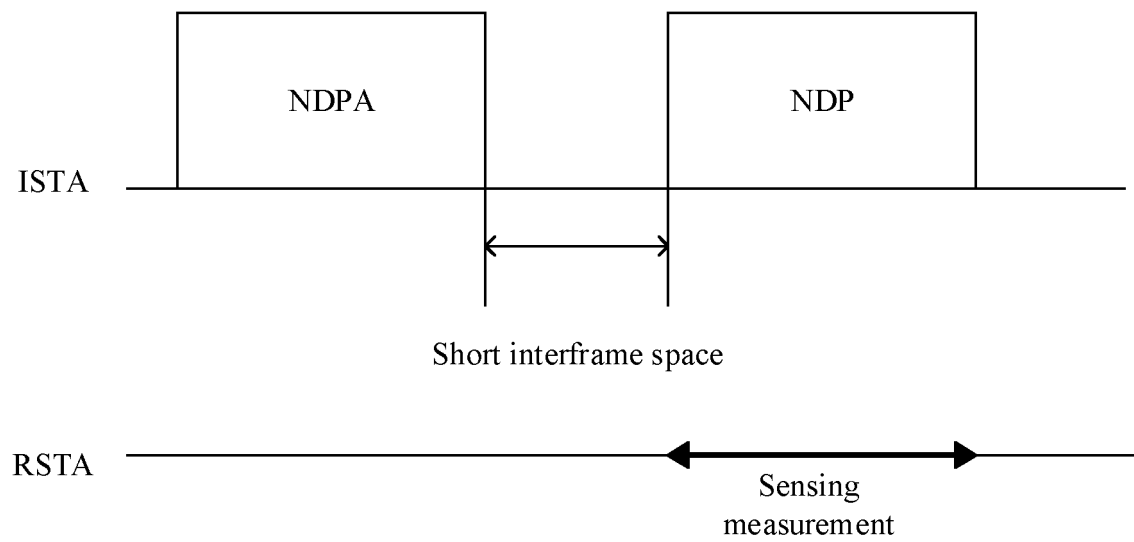 NDPA
NDP
ISTA
Short interframe space
RSTA
Sensing
measurement